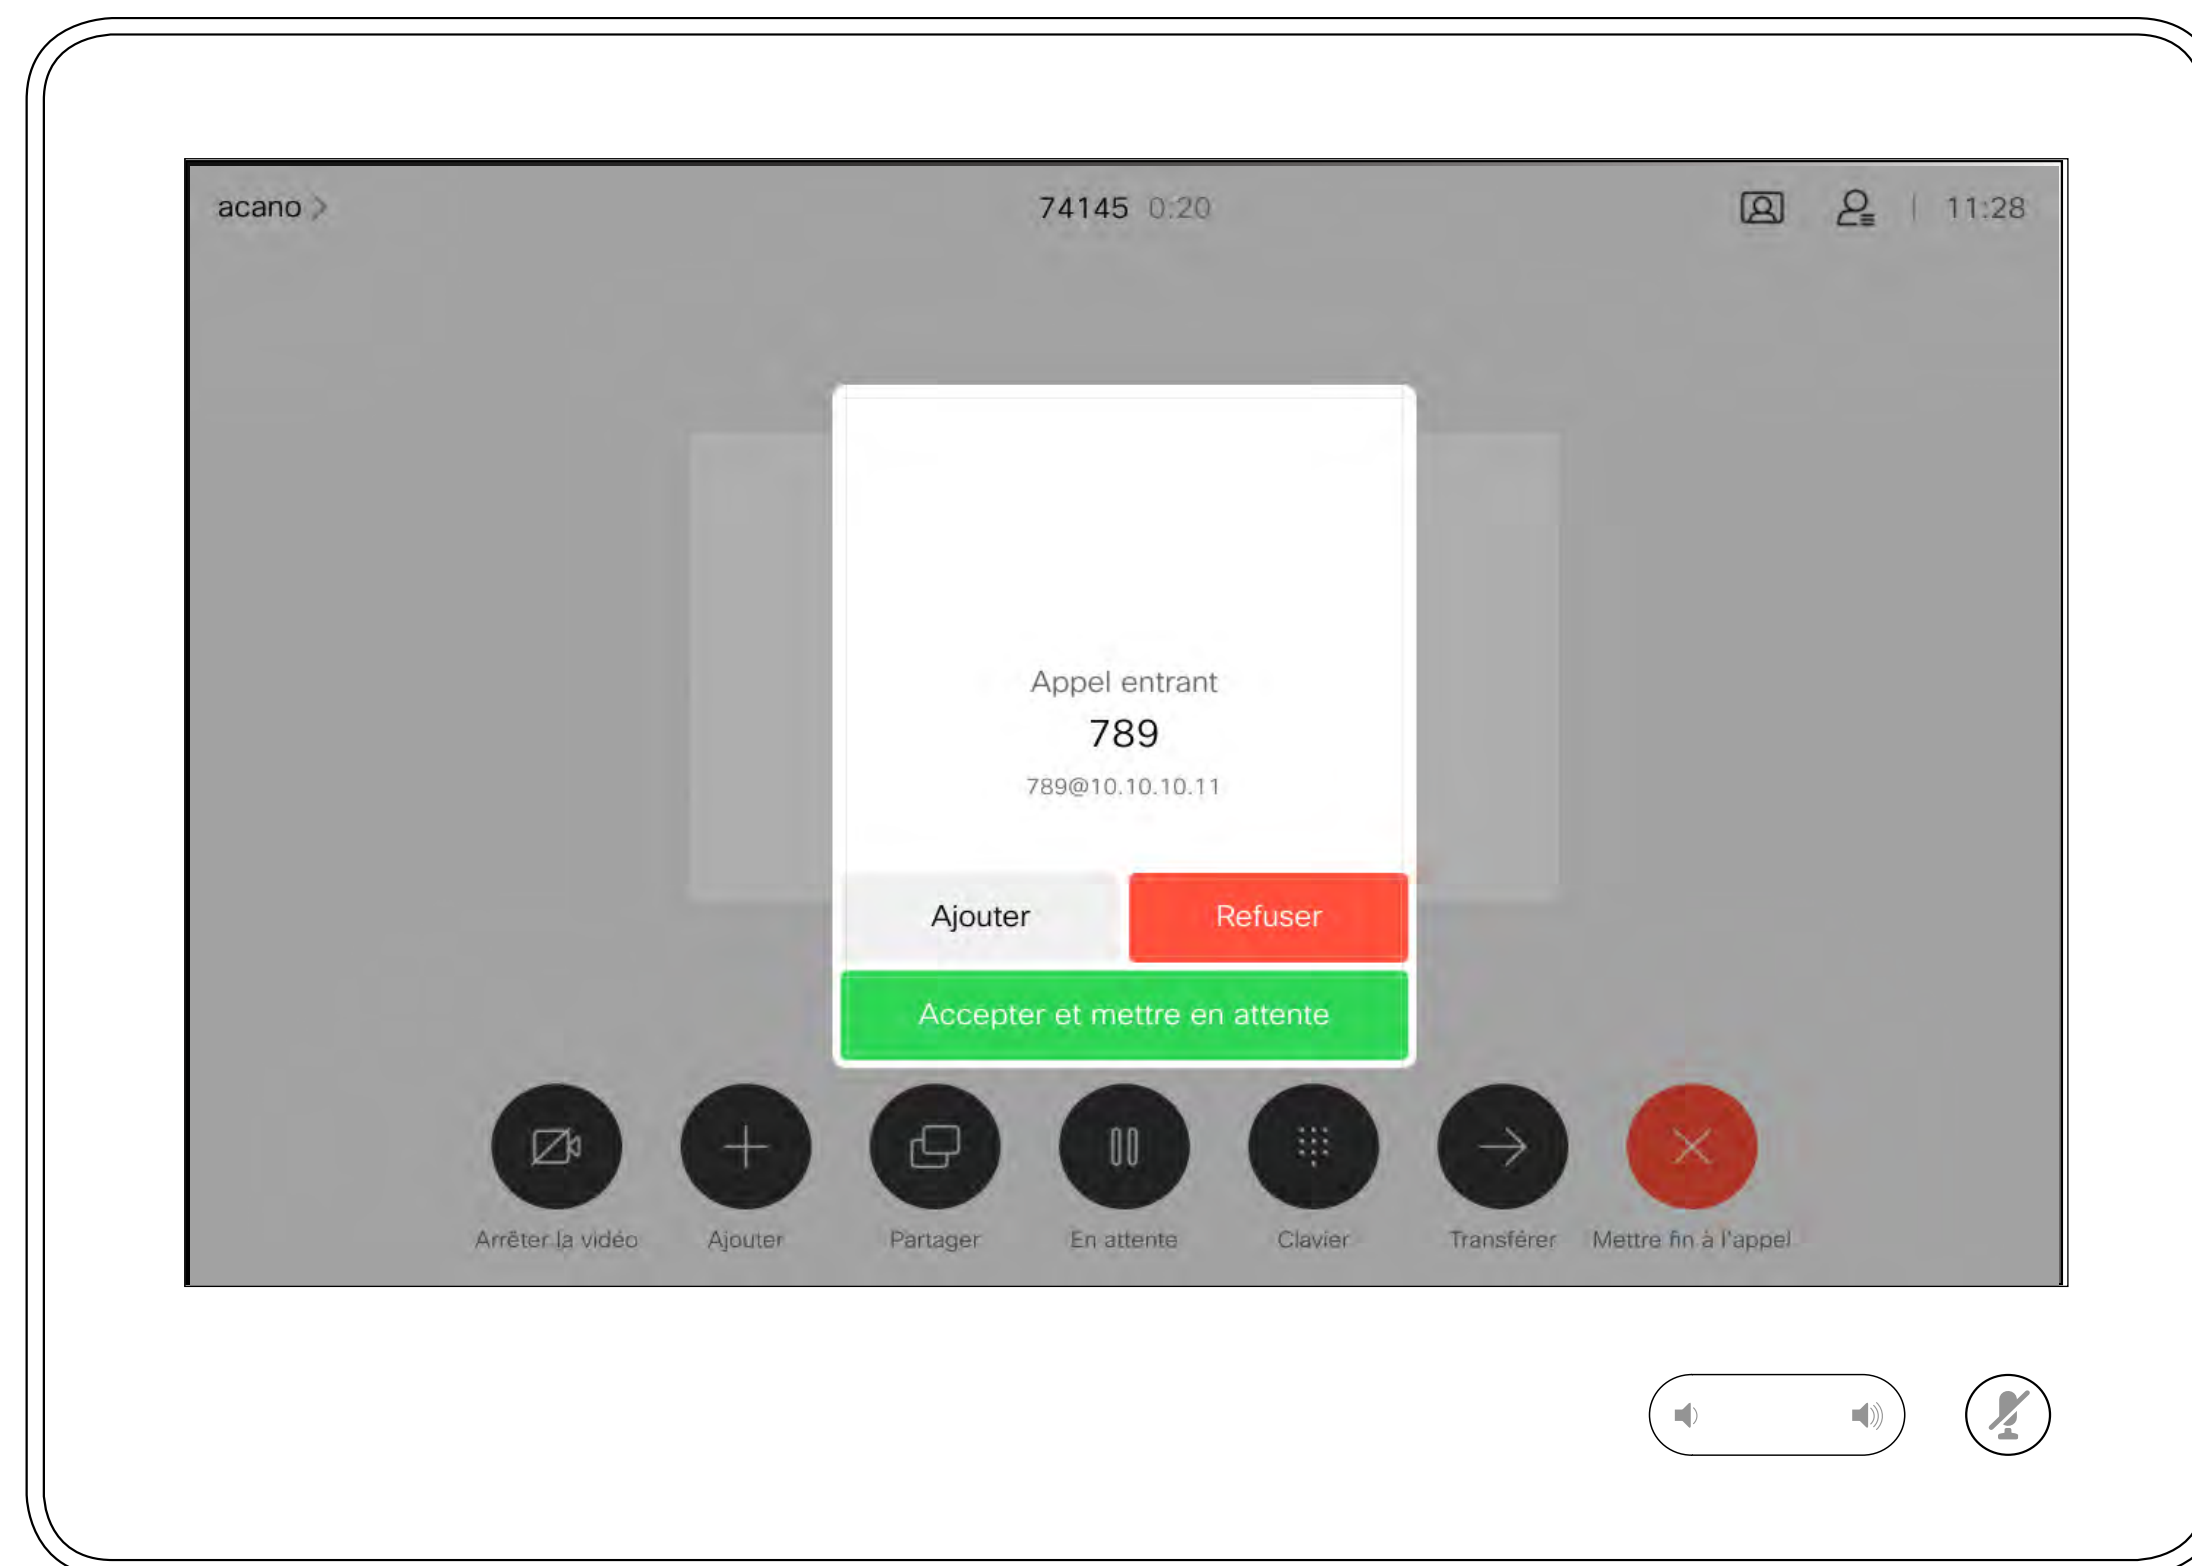 acano
74145 0:20
11:28
Appel entrant
789
789@10.10.10.11
Ajouter Refuser
Accepter et mettre en attente
Arrêter la vidéo Ajouter Partager En attente Clavier Transférer Mettre fin à l'appel